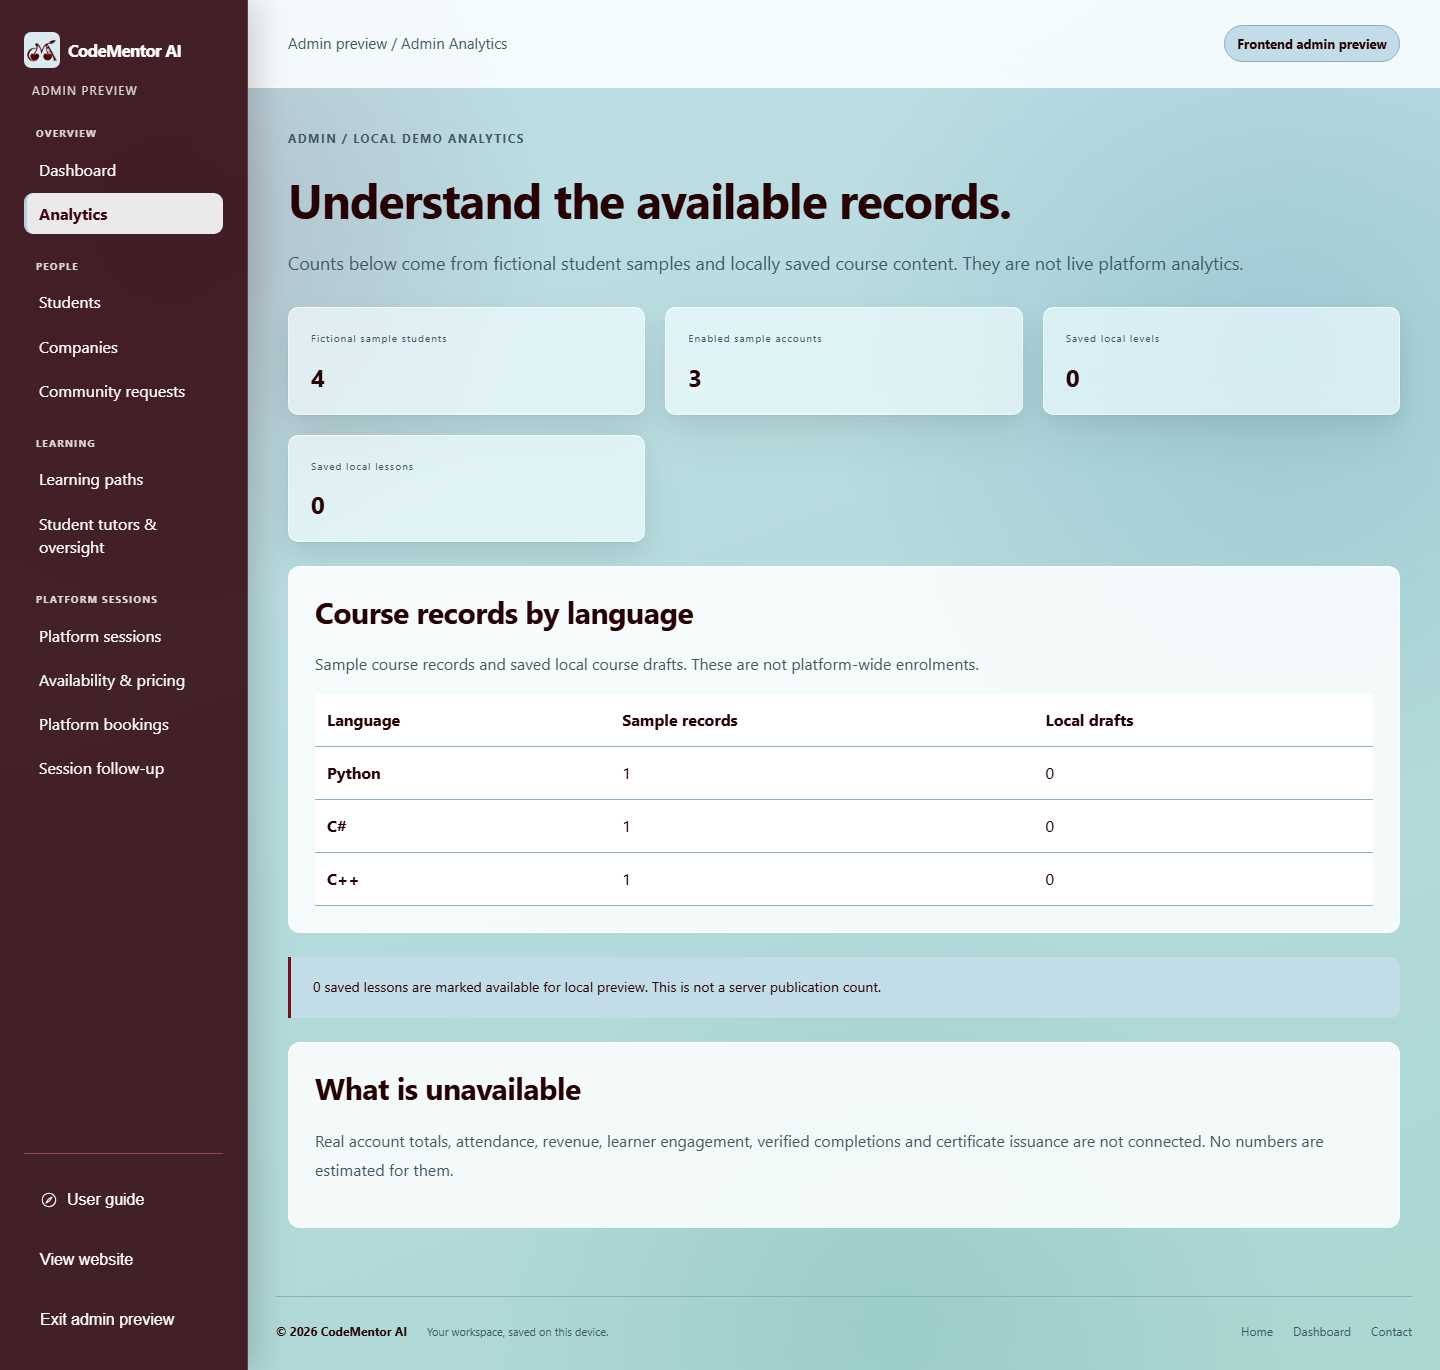 CodeMentor AI
ADMIN PREVIEW
OVERVIEW
Dashboard
Analytics
PEOPLE
Students
Companies
Community requests
LEARNING
Learning paths
Student tutors &
oversight
PLATFORM SESSIONS
Platform sessions
Availability & pricing
Platform bookings
Session follow-up
User guide
View website
Exit admin preview
Admin preview / Admin Analytics
Frontend admin preview
ADMIN / LOCAL DEMO ANALYTICS
Understand the available records.
Counts below come from fictional student samples and locally saved course content. They are not live platform analytics.
Fictional sample students
4
Enabled sample accounts
3
Saved local levels
0
Saved local lessons
0
Course records by language
Sample course records and saved local course drafts. These are not platform-wide enrolments.
Language Sample records Local drafts
Python 1 0
C# 1 0
C++ 1 0
0 saved lessons are marked available for local preview. This is not a server publication count.
What is unavailable
Real account totals, attendance, revenue, learner engagement, verified completions and certificate issuance are not connected. No numbers are
estimated for them.
© 2026 CodeMentor AI Your workspace, saved on this device. Home Dashboard Contact